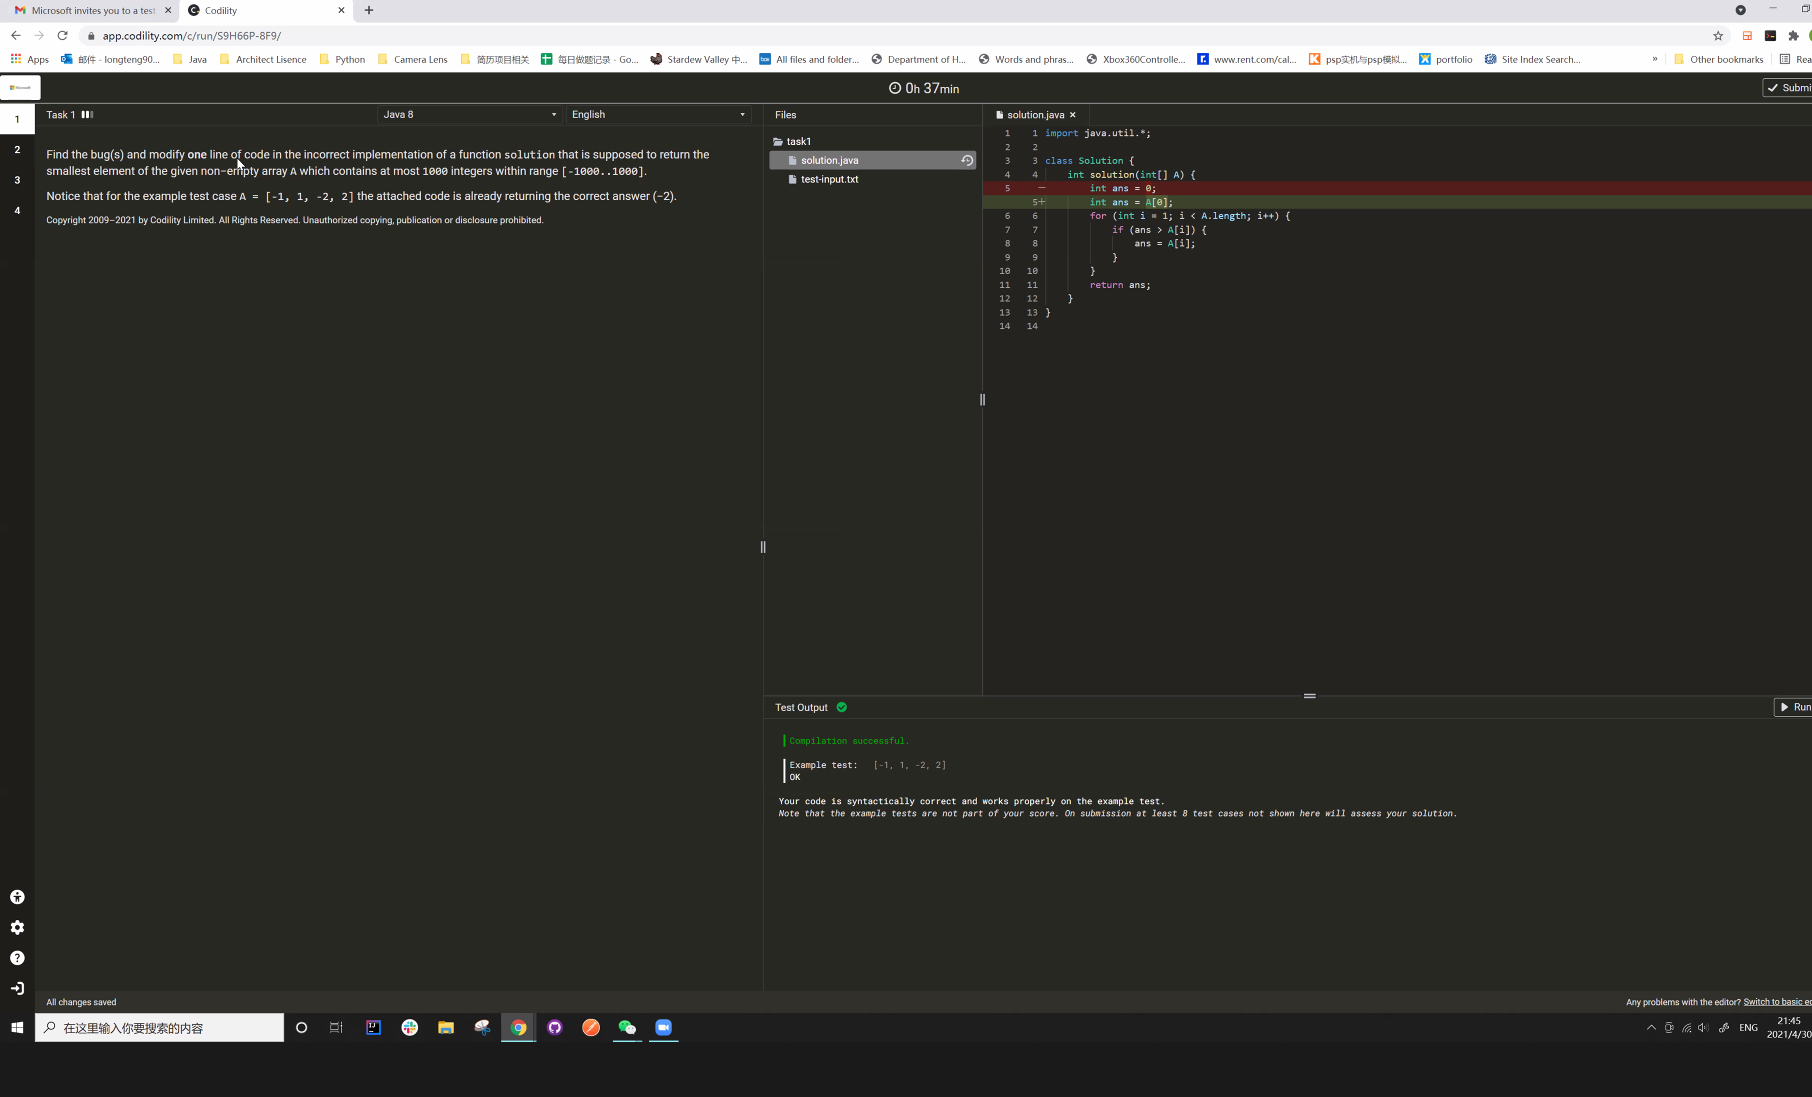 Microsoft invites you to a test
Codility
app.codility.com/c/run/S9H66P-8F9/
Apps 邮件 - longteng90... Java Architect Lisence Python Camera Lens 简历项目相关 每日做题记录 - Go... Stardew Valley 中... All files and folder... Department of H... Words and phras... Xbox360Controlle... www.rent.com/cal... psp实机与psp模拟... portfolio Site Index Search... » Other bookmarks Rea
Microsoft
0h 37min
Submi
1
2
3
4
Task 1
Java 8
English
Find the bug(s) and modify one line of code in the incorrect implementation of a function solution that is supposed to return the
smallest element of the given non-empty array A which contains at most 1000 integers within range [-1000..1000].
Notice that for the example test case A = [-1, 1, -2, 2] the attached code is already returning the correct answer (-2).
Copyright 2009–2021 by Codility Limited. All Rights Reserved. Unauthorized copying, publication or disclosure prohibited.
Files
task1
solution.java
test-input.txt
solution.java
1 1 import java.util.*;
2 2
3 3 class Solution {
4 4 int solution(int[] A) {
5 − int ans = 0;
5+ int ans = A[0];
6 6 for (int i = 1; i < A.length; i++) {
7 7 if (ans > A[i]) {
8 8 ans = A[i];
9 9 }
10 10 }
11 11 return ans;
12 12 }
13 13 }
14 14
Test Output
Run
Compilation successful.
Example test: [-1, 1, -2, 2]
OK
Your code is syntactically correct and works properly on the example test.
Note that the example tests are not part of your score. On submission at least 8 test cases not shown here will assess your solution.
All changes saved
Any problems with the editor? Switch to basic ed
在这里输入你要搜索的内容
ENG
21:45
2021/4/30